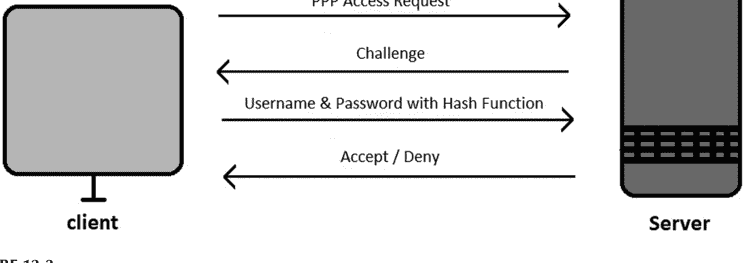 PPP Access Request
Challenge
Username & Password with Hash Function
Accept / Deny
client
Server